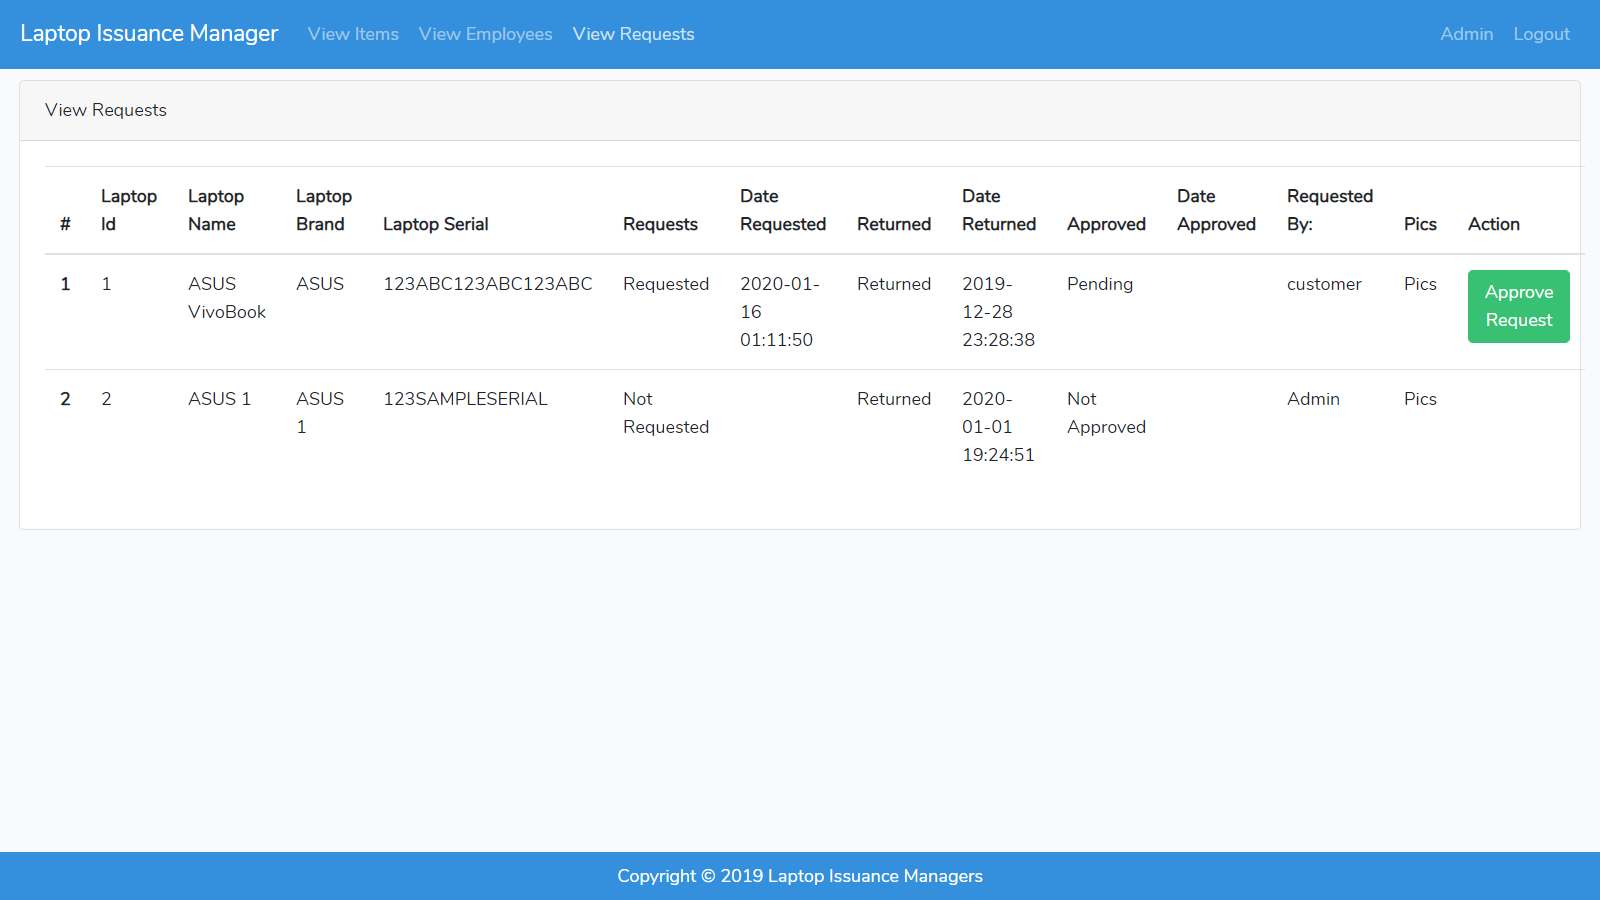 Laptop Issuance Manager View Items View Employees View Requests Admin Logout
View Requests
# Laptop Id Laptop Name Laptop Brand Laptop Serial Requests Date Requested Returned Date Returned Approved Date Approved Requested By: Pics Action
1 1 ASUS VivoBook ASUS 123ABC123ABC123ABC Requested 2020-01-16 01:11:50 Returned 2019-12-28 23:28:38 Pending customer Pics Approve Request
2 2 ASUS 1 ASUS 1 123SAMPLESERIAL Not Requested Returned 2020-01-01 19:24:51 Not Approved Admin Pics
Copyright © 2019 Laptop Issuance Managers